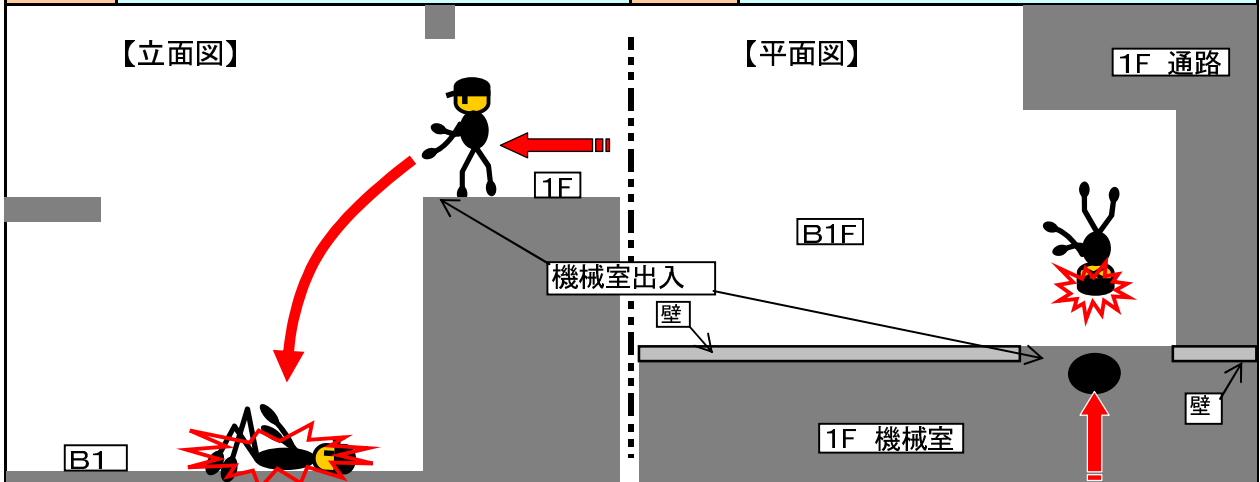 【立面図】
1F
B1
機械室出入
【平面図】
1F 通路
B1F
壁
壁
1F 機械室